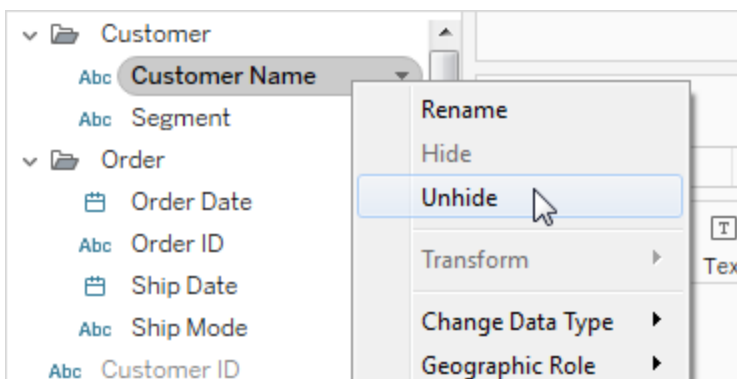 Customer
Abc Customer Name
Abc Segment
Order
Order Date
Abc Order ID
Ship Date
Abc Ship Mode
Abc Customer ID
Rename
Hide
Unhide
Transform
Change Data Type
Geographic Role
T
Tex